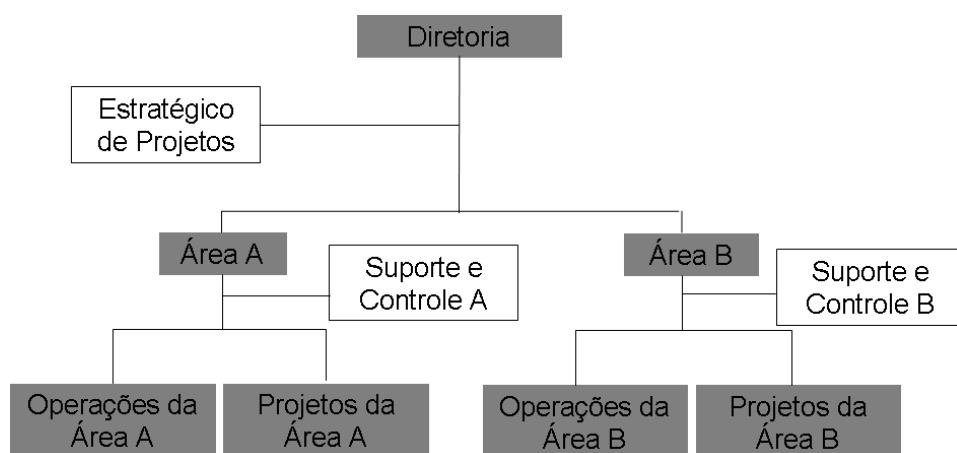 Diretoria
Estratégico
de Projetos
Área A
Suporte e
Controle A
Área B
Suporte e
Controle B
Operações da
Área A
Projetos da
Área A
Operações da
Área B
Projetos da
Área B